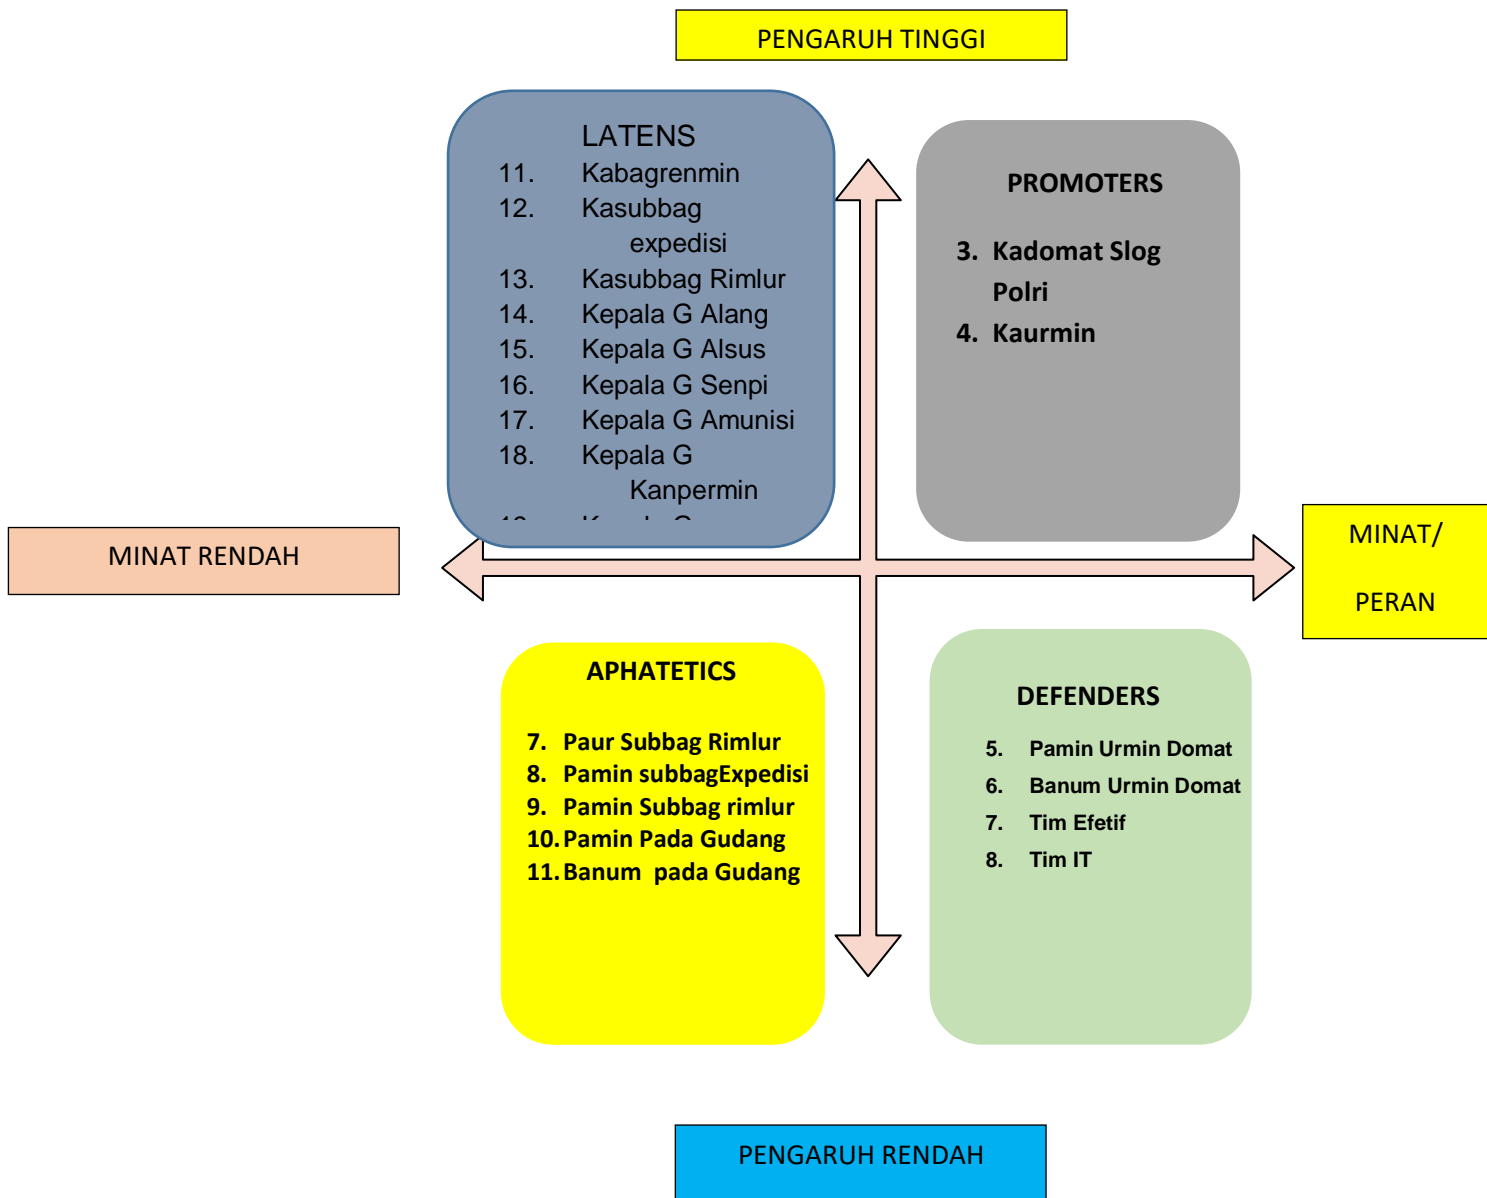 PENGARUH TINGGI
LATENS
11. Kabagrenmin
12. Kasubbag
expedisi
13. Kasubbag Rimlur
14. Kepala G Alang
15. Kepala G Alsus
16. Kepala G Senpi
17. Kepala G Amunisi
18. Kepala G
Kanpermin
PROMOTERS
3. Kadomat Slog
Polri
4. Kaurmin
MINAT RENDAH
MINAT/
PERAN
APHATETICS
7. Paur Subbag Rimlur
8. Pamin subbagExpedisi
9. Pamin Subbag rimlur
10. Pamin Pada Gudang
11. Banum pada Gudang
DEFENDERS
5. Pamin Urmin Domat
6. Banum Urmin Domat
7. Tim Efetif
8. Tim IT
PENGARUH RENDAH